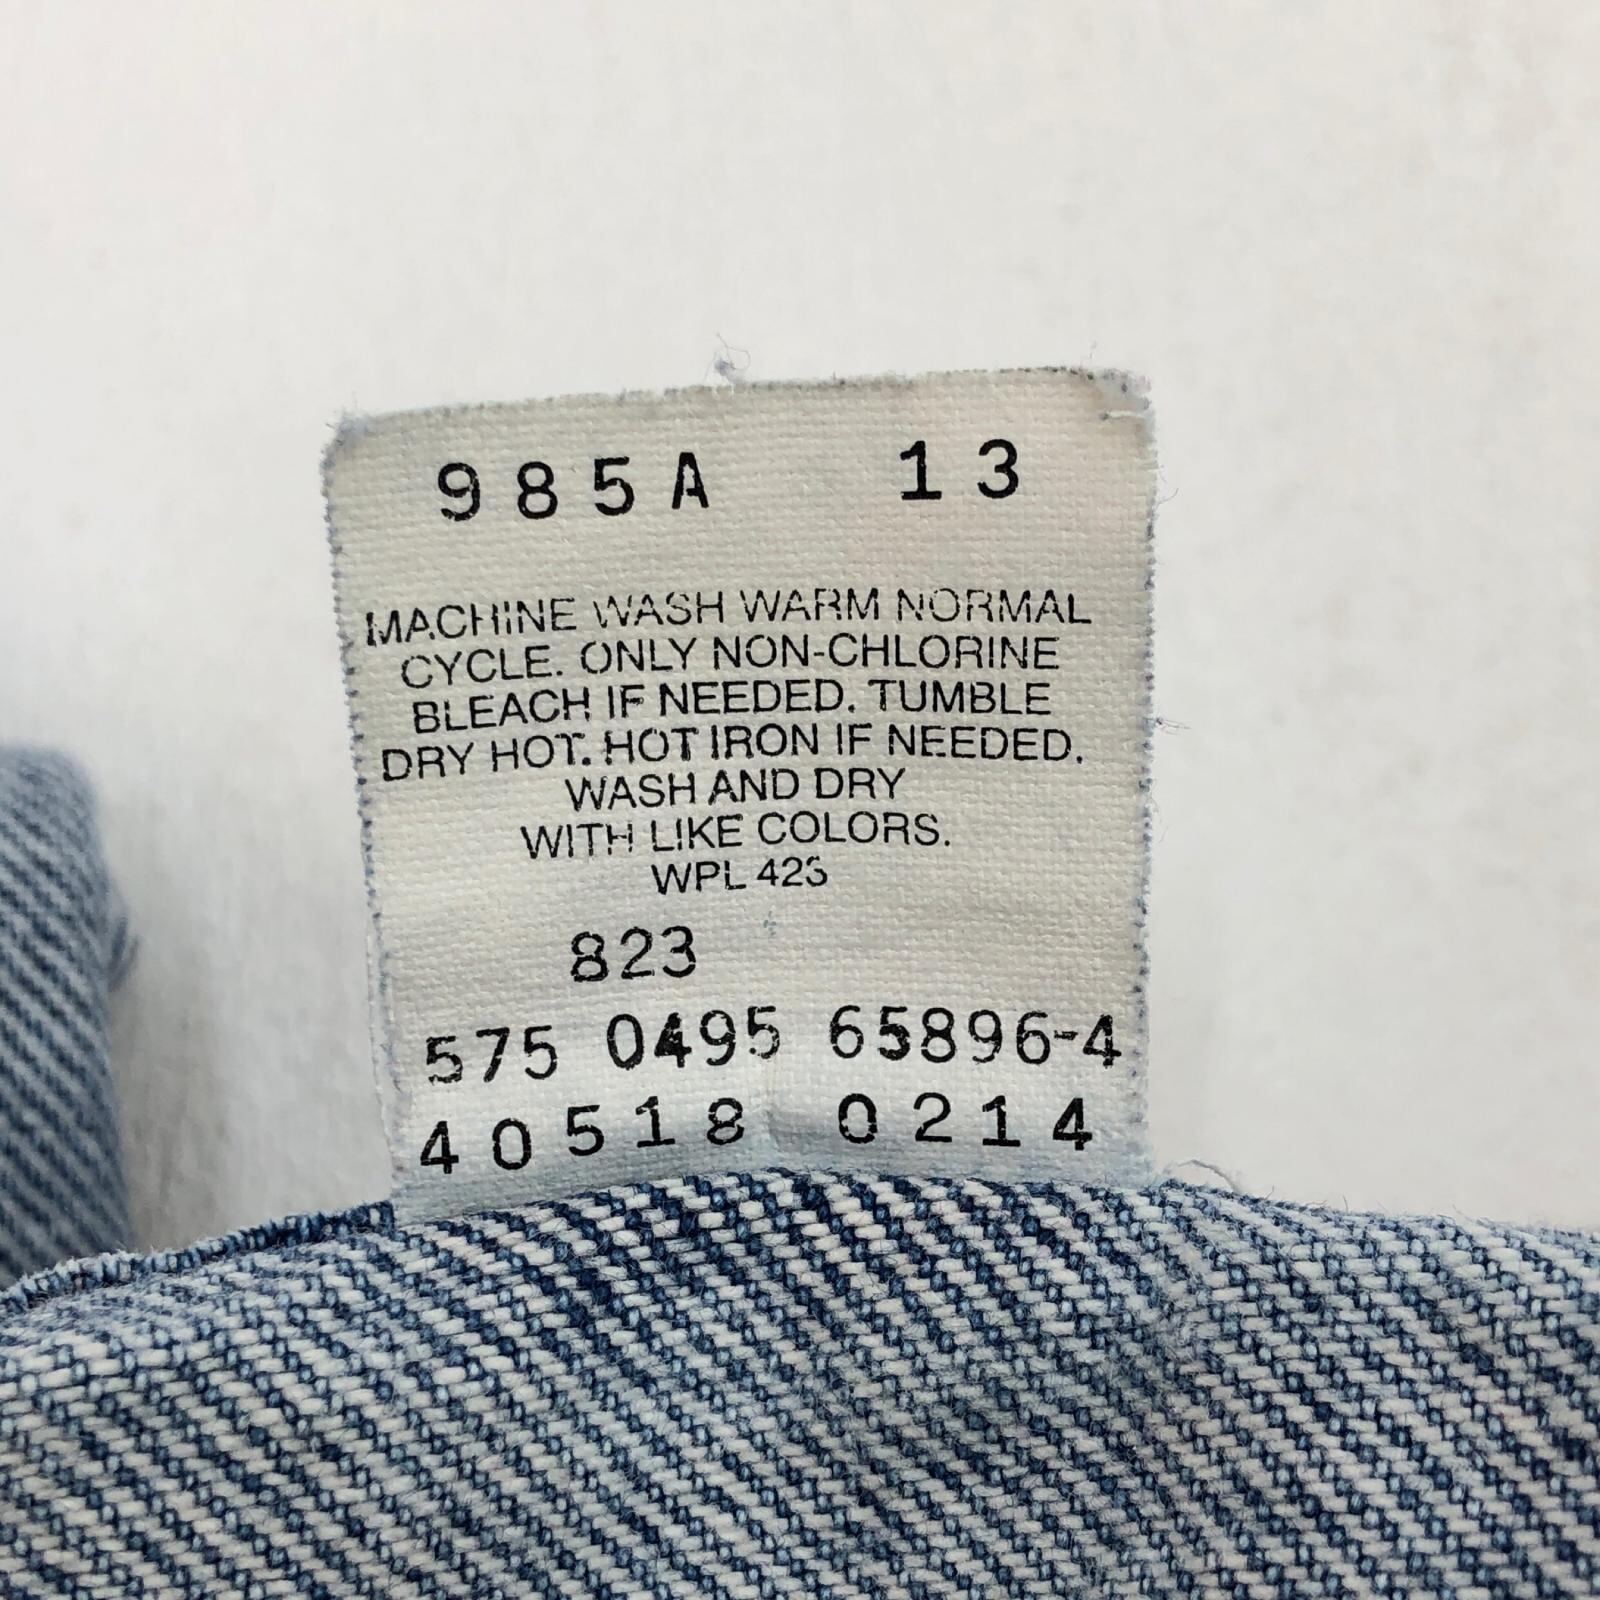 985A 13
MACHINE WASH WARM NORMAL
CYCLE. ONLY NON-CHLORINE
BLEACH IF NEEDED. TUMBLE
DRY HOT. HOT IRON IF NEEDED.
WASH AND DRY
WITH LIKE COLORS.
WPL 423
823
575 0495 65896-4
40518 0214